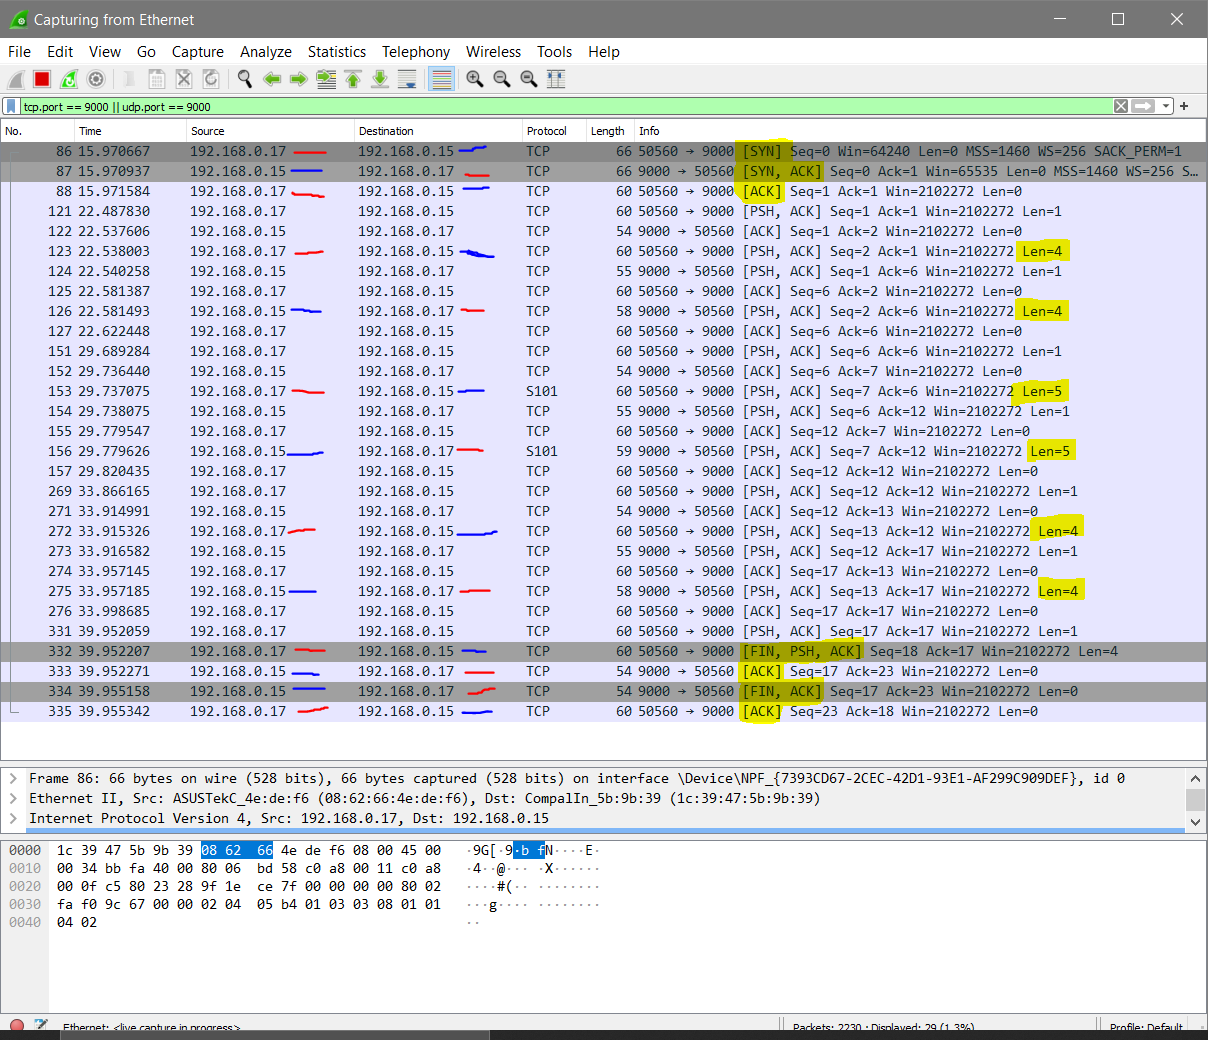 Capturing from Ethernet
File Edit View Go Capture Analyze Statistics Telephony Wireless Tools Help
tcp.port == 9000 || udp.port == 9000
No. Time Source Destination Protocol Length Info
86 15.970667 192.168.0.17 192.168.0.15 TCP 66 50560 → 9000 [SYN] Seq=0 Win=64240 Len=0 MSS=1460 WS=256 SACK_PERM=1
87 15.970937 192.168.0.15 192.168.0.17 TCP 66 9000 → 50560 [SYN, ACK] Seq=0 Ack=1 Win=65535 Len=0 MSS=1460 WS=256 S...
88 15.971584 192.168.0.17 192.168.0.15 TCP 60 50560 → 9000 [ACK] Seq=1 Ack=1 Win=2102272 Len=0
121 22.487830 192.168.0.17 192.168.0.15 TCP 60 50560 → 9000 [PSH, ACK] Seq=1 Ack=1 Win=2102272 Len=1
122 22.537606 192.168.0.15 192.168.0.17 TCP 54 9000 → 50560 [ACK] Seq=1 Ack=2 Win=2102272 Len=0
123 22.538003 192.168.0.17 192.168.0.15 TCP 60 50560 → 9000 [PSH, ACK] Seq=2 Ack=1 Win=2102272 Len=4
124 22.540258 192.168.0.15 192.168.0.17 TCP 55 9000 → 50560 [PSH, ACK] Seq=1 Ack=6 Win=2102272 Len=1
125 22.581387 192.168.0.17 192.168.0.15 TCP 60 50560 → 9000 [ACK] Seq=6 Ack=2 Win=2102272 Len=0
126 22.581493 192.168.0.15 192.168.0.17 TCP 58 9000 → 50560 [PSH, ACK] Seq=2 Ack=6 Win=2102272 Len=4
127 22.622448 192.168.0.17 192.168.0.15 TCP 60 50560 → 9000 [ACK] Seq=6 Ack=6 Win=2102272 Len=0
151 29.689284 192.168.0.17 192.168.0.15 TCP 60 50560 → 9000 [PSH, ACK] Seq=6 Ack=6 Win=2102272 Len=1
152 29.736440 192.168.0.15 192.168.0.17 TCP 54 9000 → 50560 [ACK] Seq=6 Ack=7 Win=2102272 Len=0
153 29.737075 192.168.0.17 192.168.0.15 S101 60 50560 → 9000 [PSH, ACK] Seq=7 Ack=6 Win=2102272 Len=5
154 29.738075 192.168.0.15 192.168.0.17 TCP 55 9000 → 50560 [PSH, ACK] Seq=6 Ack=12 Win=2102272 Len=1
155 29.779547 192.168.0.17 192.168.0.15 TCP 60 50560 → 9000 [ACK] Seq=12 Ack=7 Win=2102272 Len=0
156 29.779626 192.168.0.15 192.168.0.17 S101 59 9000 → 50560 [PSH, ACK] Seq=7 Ack=12 Win=2102272 Len=5
157 29.820435 192.168.0.17 192.168.0.15 TCP 60 50560 → 9000 [ACK] Seq=12 Ack=12 Win=2102272 Len=0
269 33.866165 192.168.0.17 192.168.0.15 TCP 60 50560 → 9000 [PSH, ACK] Seq=12 Ack=12 Win=2102272 Len=1
271 33.914991 192.168.0.15 192.168.0.17 TCP 54 9000 → 50560 [ACK] Seq=12 Ack=13 Win=2102272 Len=0
272 33.915326 192.168.0.17 192.168.0.15 TCP 60 50560 → 9000 [PSH, ACK] Seq=13 Ack=12 Win=2102272 Len=4
273 33.916582 192.168.0.15 192.168.0.17 TCP 55 9000 → 50560 [PSH, ACK] Seq=12 Ack=17 Win=2102272 Len=1
274 33.957145 192.168.0.17 192.168.0.15 TCP 60 50560 → 9000 [ACK] Seq=17 Ack=13 Win=2102272 Len=0
275 33.957185 192.168.0.15 192.168.0.17 TCP 58 9000 → 50560 [PSH, ACK] Seq=13 Ack=17 Win=2102272 Len=4
276 33.998685 192.168.0.17 192.168.0.15 TCP 60 50560 → 9000 [ACK] Seq=17 Ack=17 Win=2102272 Len=0
331 39.952059 192.168.0.17 192.168.0.15 TCP 60 50560 → 9000 [PSH, ACK] Seq=17 Ack=17 Win=2102272 Len=1
332 39.952207 192.168.0.17 192.168.0.15 TCP 60 50560 → 9000 [FIN, PSH, ACK] Seq=18 Ack=17 Win=2102272 Len=4
333 39.952271 192.168.0.15 192.168.0.17 TCP 54 9000 → 50560 [ACK] Seq=17 Ack=23 Win=2102272 Len=0
334 39.955158 192.168.0.15 192.168.0.17 TCP 54 9000 → 50560 [FIN, ACK] Seq=17 Ack=23 Win=2102272 Len=0
335 39.955342 192.168.0.17 192.168.0.15 TCP 60 50560 → 9000 [ACK] Seq=23 Ack=18 Win=2102272 Len=0
Frame 86: 66 bytes on wire (528 bits), 66 bytes captured (528 bits) on interface \Device\NPF_{7393CD67-2CEC-42D1-93E1-AF299C909DEF}, id 0
Ethernet II, Src: ASUSTekC_4e:de:f6 (08:62:66:4e:de:f6), Dst: CompalIn_5b:9b:39 (1c:39:47:5b:9b:39)
Internet Protocol Version 4, Src: 192.168.0.17, Dst: 192.168.0.15
0000 1c 39 47 5b 9b 39 08 62 66 4e de f6 08 00 45 00 ·9G[·9·b fN····E·
0010 00 34 bb fa 40 00 80 06 bd 58 c0 a8 00 11 c0 a8 ·4··@··· ·X······
0020 00 0f c5 80 23 28 9f 1e ce 7f 00 00 00 00 80 02 ····#(·· ········
0030 fa f0 9c 67 00 00 02 04 05 b4 01 03 03 08 01 01 ···g···· ········
0040 04 02 ··
Ethernet: <live capture in progress> Packets: 2230 · Displayed: 29 (1.3%) Profile: Default